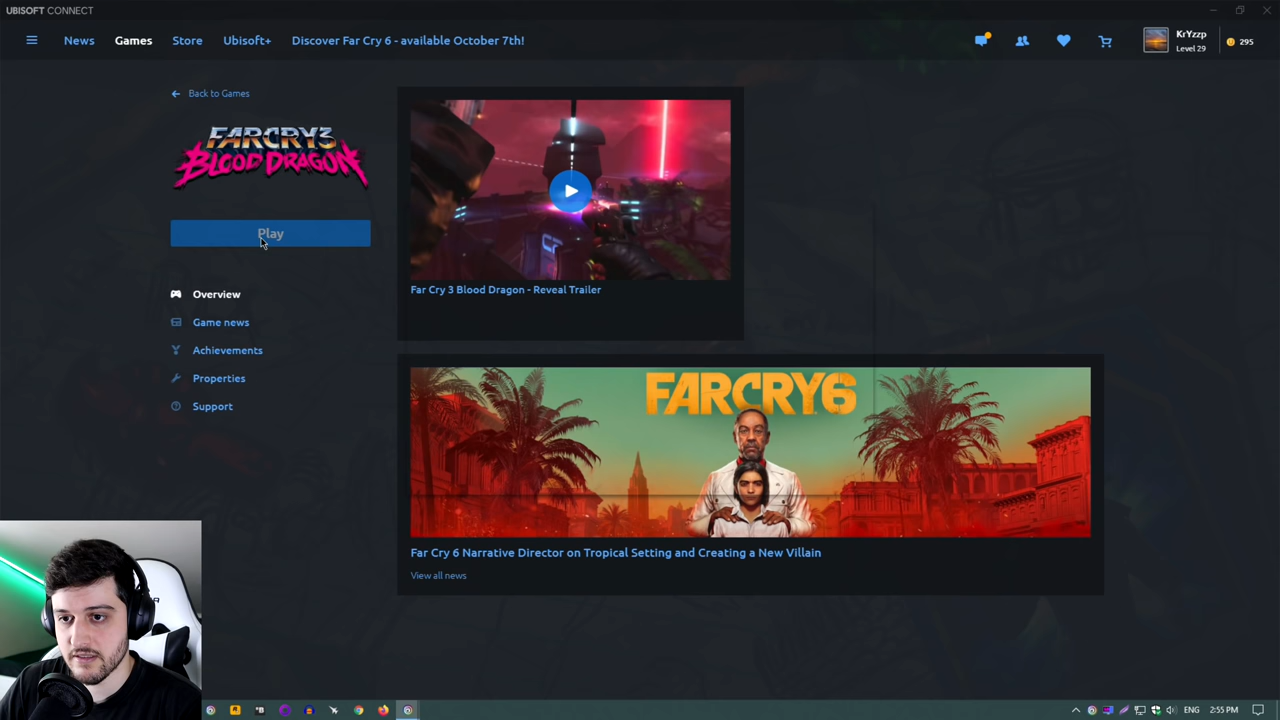 UBISOFT CONNECT
News
Games
Store
Ubisoft+
Discover Far Cry 6 - available October 7th!
KrYzzp
Level 29
295
Back to Games
FARCRY3
BLOOD DRAGON
Play
Overview
Game news
Achievements
Properties
Support
Far Cry 3 Blood Dragon - Reveal Trailer
FARCRY6
Far Cry 6 Narrative Director on Tropical Setting and Creating a New Villain
View all news
ENG
2:55 PM